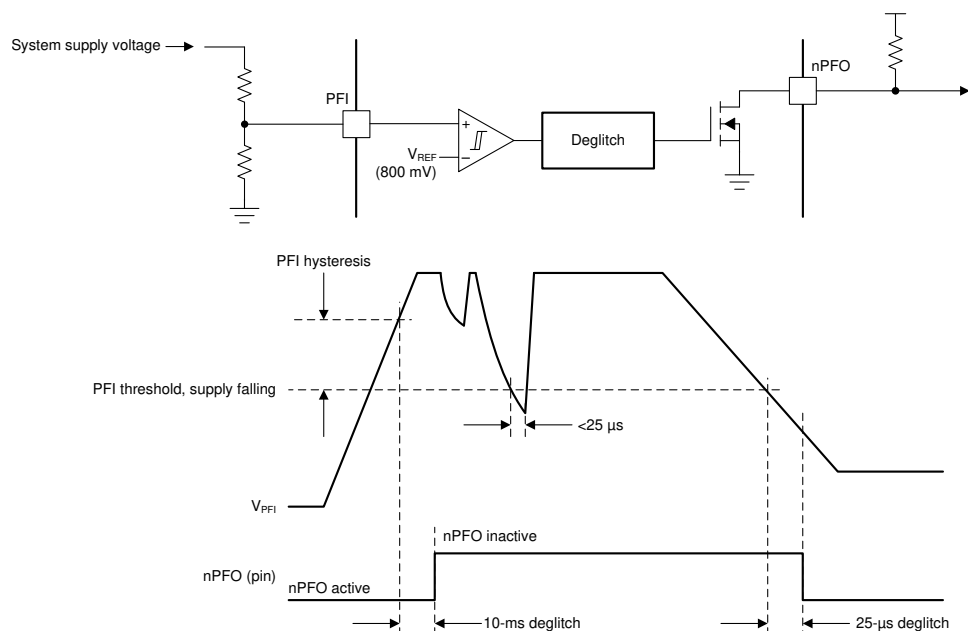 System supply voltage
nPFO
PFI
+
VREF
–
(800 mV)
Deglitch
PFI hysteresis
PFI threshold, supply falling
<25 µs
VPFI
nPFO inactive
nPFO (pin)
nPFO active
10-ms deglitch
25-µs deglitch